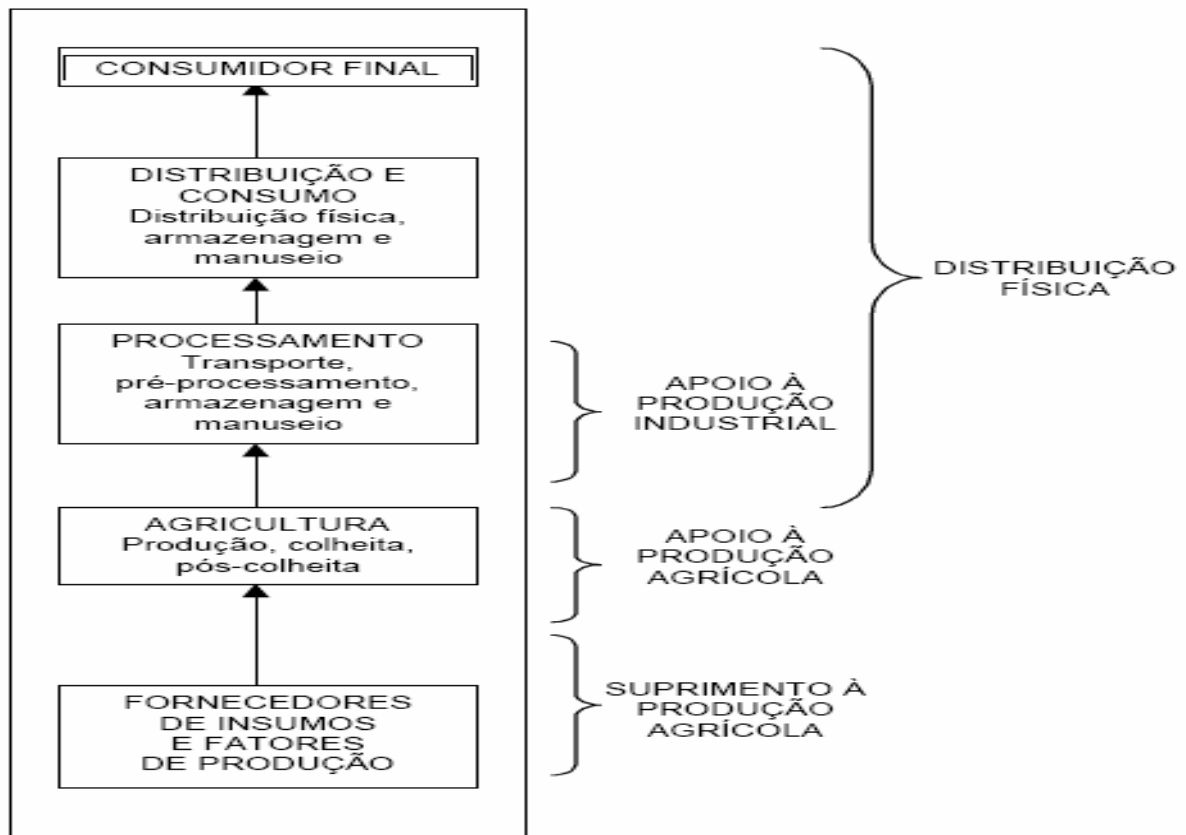 CONSUMIDOR FINAL
DISTRIBUIÇÃO E
CONSUMO
Distribuição física,
armazenagem e
manuseio
PROCESSAMENTO
Transporte,
pré-processamento,
armazenagem e
manuseio
AGRICULTURA
Produção, colheita,
pós-colheita
FORNECEDORES
DE INSUMOS
E FATORES
DE PRODUÇÃO
APOIO À
PRODUÇÃO
INDUSTRIAL
APOIO À
PRODUÇÃO
AGRÍCOLA
SUPRIMENTO À
PRODUÇÃO
AGRÍCOLA
DISTRIBUIÇÃO
FÍSICA